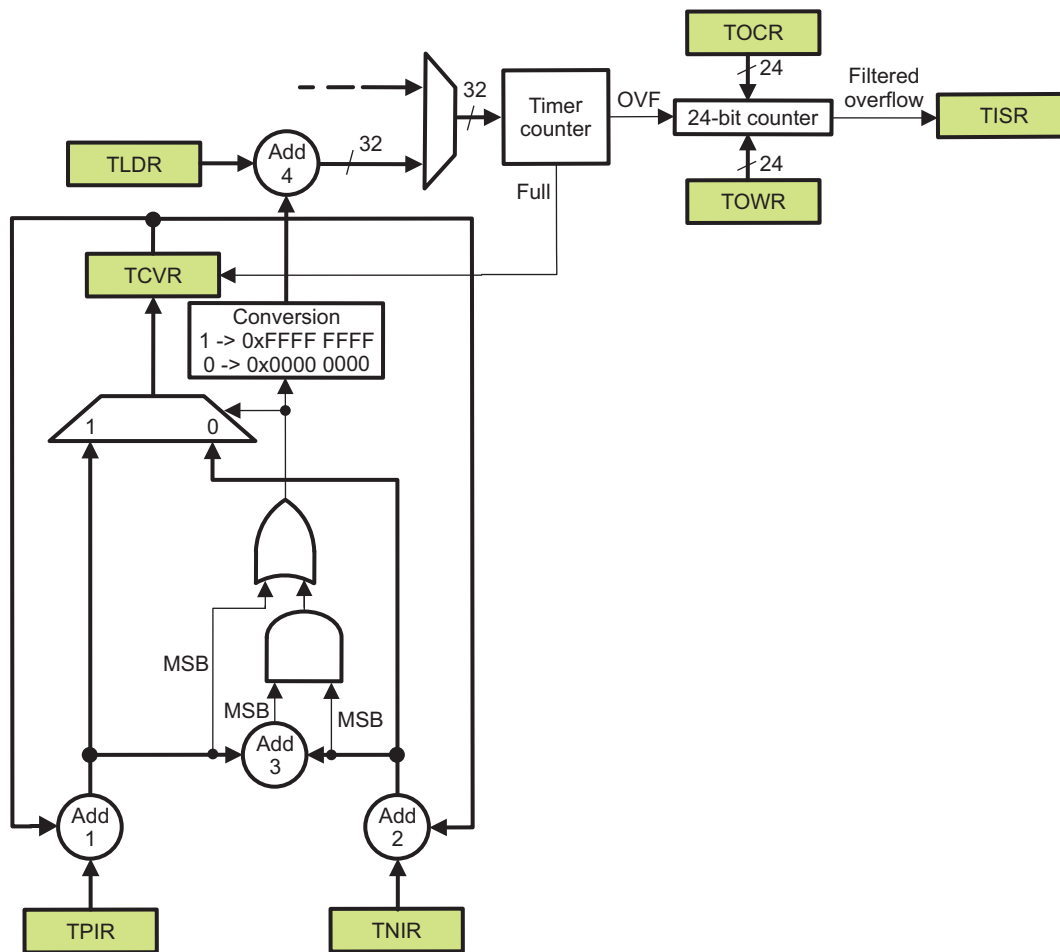 TOCR
24
32
Timer
counter
OVF
24-bit counter
Filtered
overflow
TISR
TLDR
Add
4
32
Full
24
TOWR
TCVR
Conversion
1 -> 0xFFFF FFFF
0 -> 0x0000 0000
1
0
MSB
MSB
MSB
Add
3
Add
1
Add
2
TPIR
TNIR